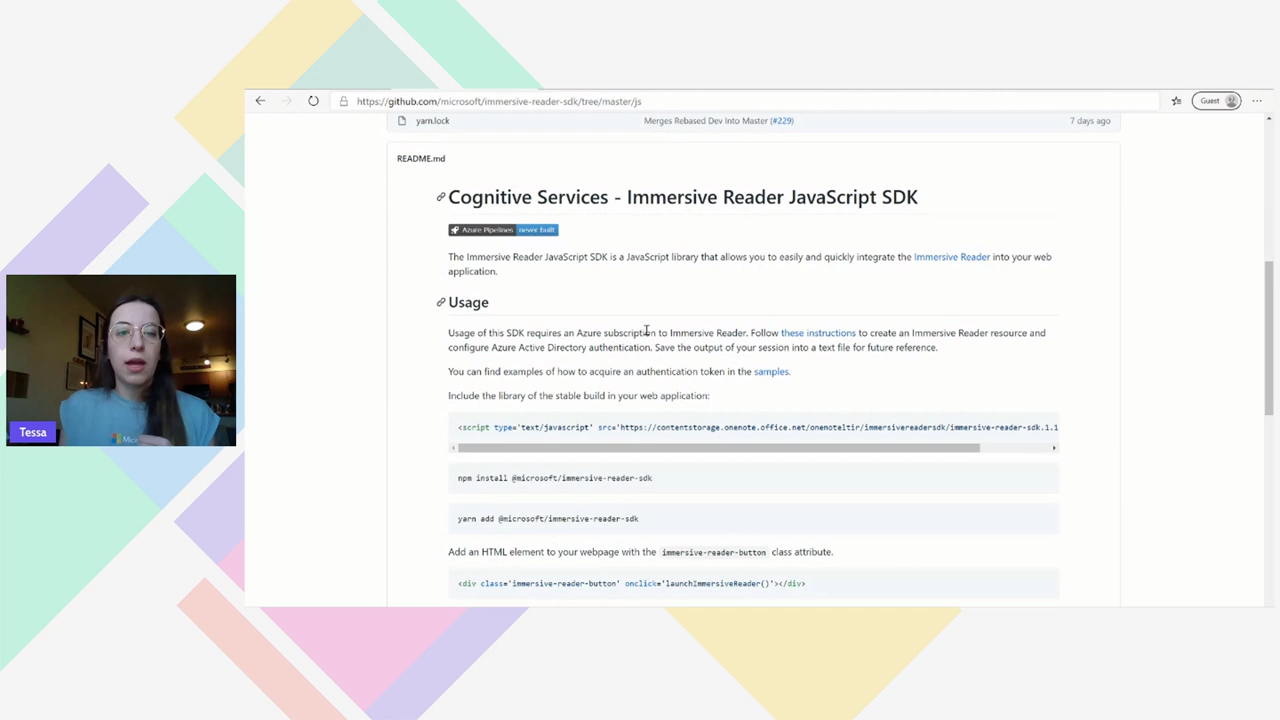 https://github.com/microsoft/immersive-reader-sdk/tree/master/js
Guest
yarn.lock Merges Rebased Dev Into Master (#229) 7 days ago
README.md
Cognitive Services - Immersive Reader JavaScript SDK
Azure Pipelines never built
The Immersive Reader JavaScript SDK is a JavaScript library that allows you to easily and quickly integrate the Immersive Reader into your web
application.
Usage
Usage of this SDK requires an Azure subscription to Immersive Reader. Follow these instructions to create an Immersive Reader resource and
configure Azure Active Directory authentication. Save the output of your session into a text file for future reference.
You can find examples of how to acquire an authentication token in the samples.
Include the library of the stable build in your web application:
<script type='text/javascript' src='https://contentstorage.onenote.office.net/onenoteltir/immersivereadersdk/immersive-reader-sdk.1.1
npm install @microsoft/immersive-reader-sdk
yarn add @microsoft/immersive-reader-sdk
Add an HTML element to your webpage with the immersive-reader-button class attribute.
<div class='immersive-reader-button' onclick='launchImmersiveReader()'></div>
Tessa